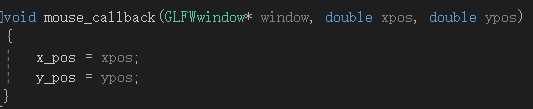 void mouse_callback(GLFWwindow* window, double xpos, double ypos)
{
x_pos = xpos;
y_pos = ypos;
}